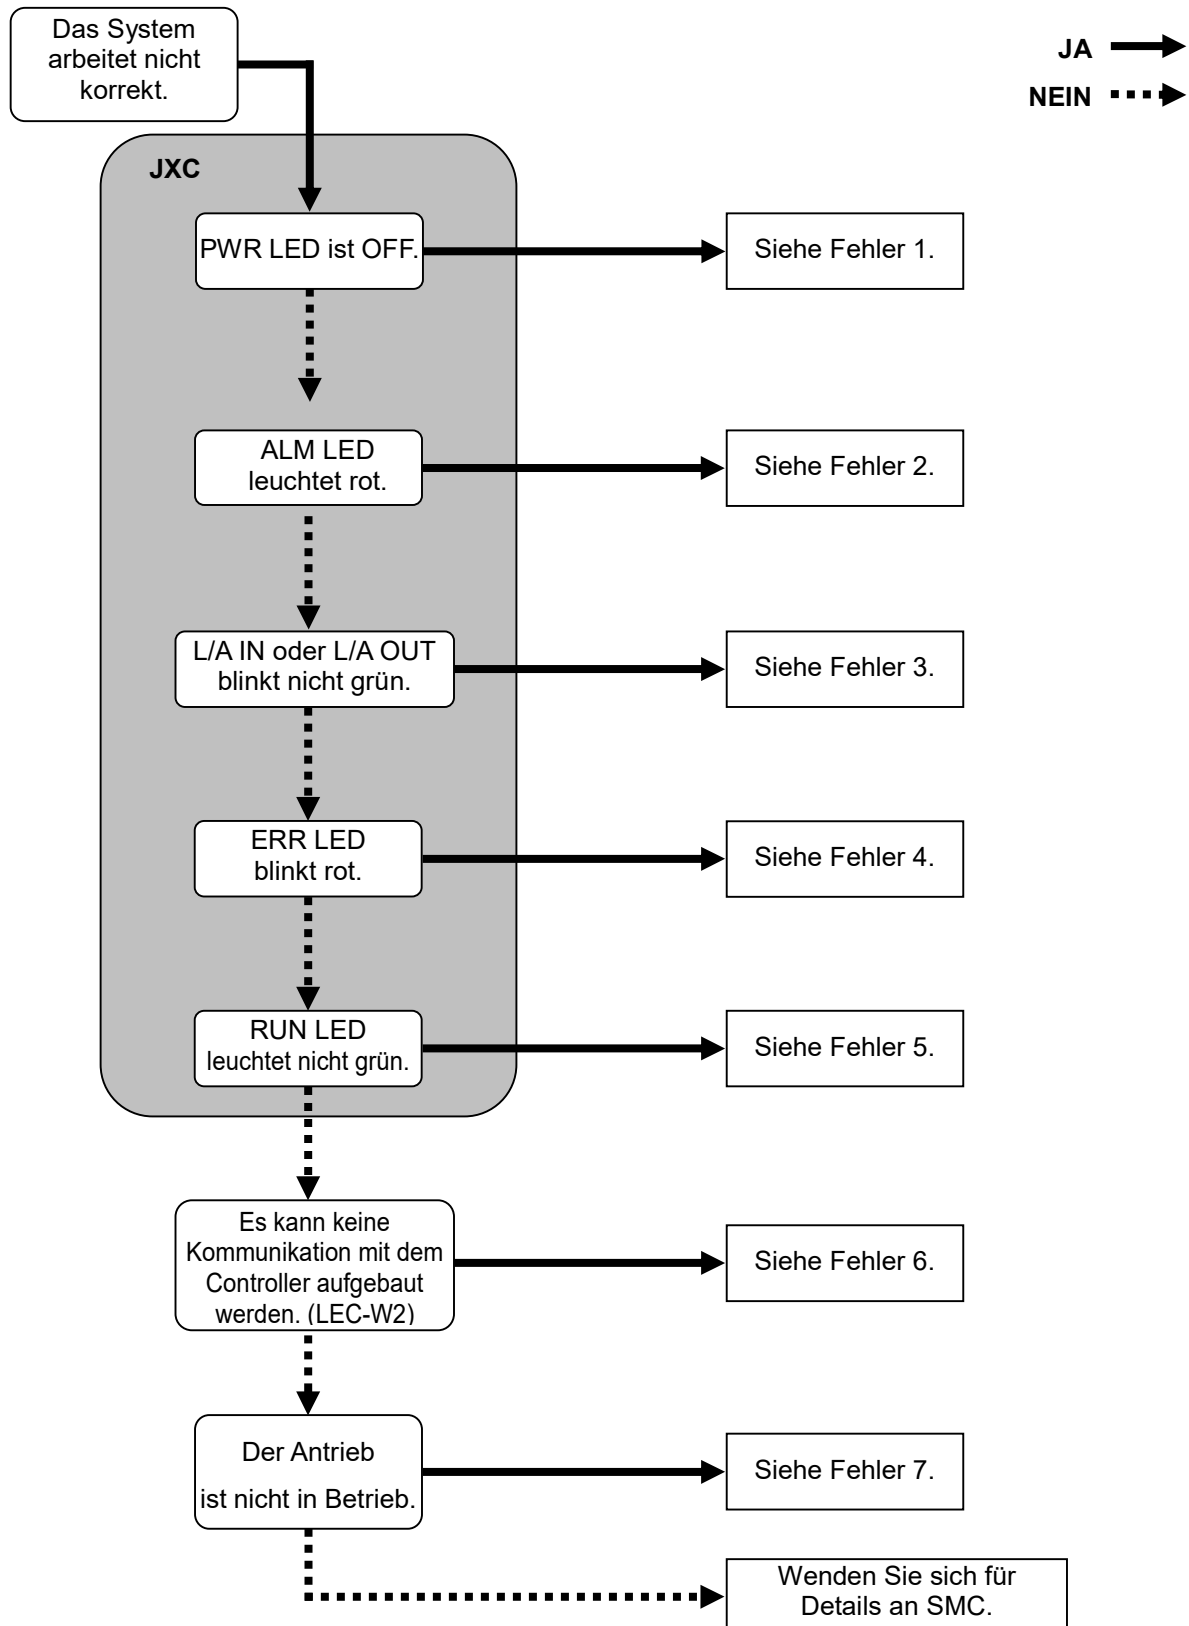 Das System
arbeitet nicht
korrekt.
JA
NEIN
JXC
PWR LED ist OFF.
Siehe Fehler 1.
ALM LED
leuchtet rot.
Siehe Fehler 2.
L/A IN oder L/A OUT
blinkt nicht grün.
Siehe Fehler 3.
ERR LED
blinkt rot.
Siehe Fehler 4.
RUN LED
leuchtet nicht grün.
Siehe Fehler 5.
Es kann keine
Kommunikation mit dem
Controller aufgebaut
werden. (LEC-W2)
Siehe Fehler 6.
Der Antrieb
ist nicht in Betrieb.
Siehe Fehler 7.
Wenden Sie sich für
Details an SMC.